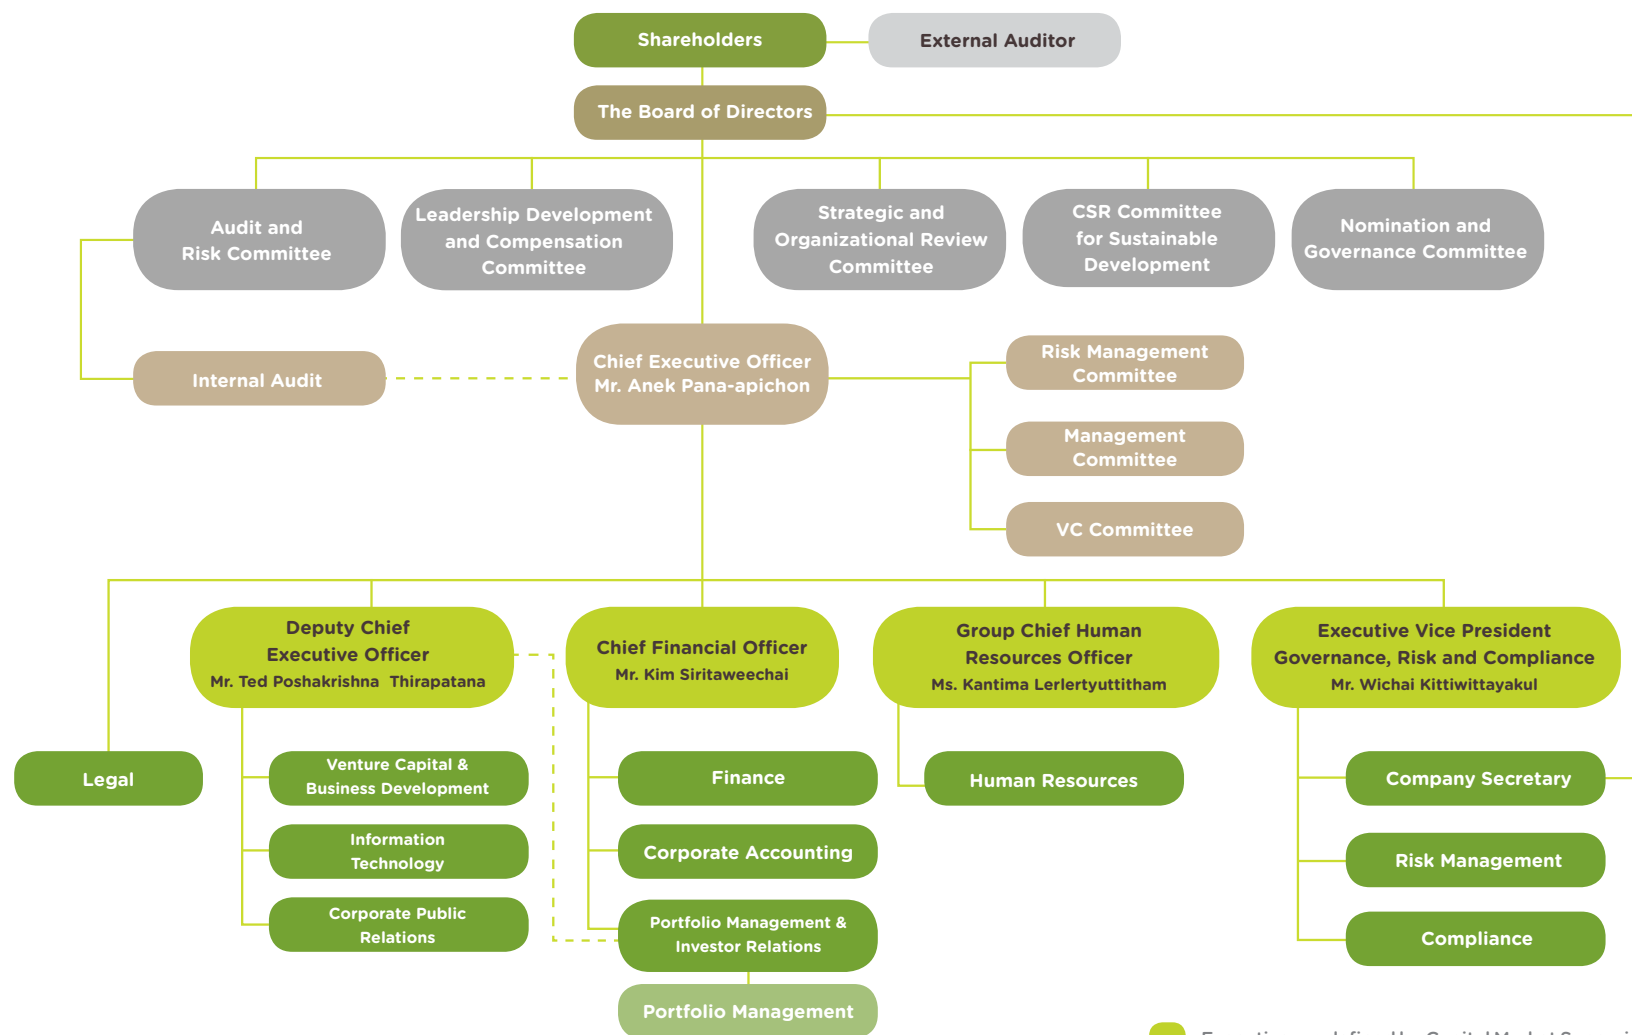 Shareholders
External Auditor
The Board of Directors
Audit and
Risk Committee
Leadership Development
and Compensation
Committee
Strategic and
Organizational Review
Committee
CSR Committee
for Sustainable
Development
Nomination and
Governance Committee
Internal Audit
Chief Executive Officer
Mr. Anek Pana-apichon
Risk Management
Committee
Management
Committee
VC Committee
Deputy Chief
Executive Officer
Mr. Ted Poshakrishna Thirapatana
Chief Financial Officer
Mr. Kim Siritaweechai
Group Chief Human
Resources Officer
Ms. Kantima Lerlertyuttitham
Executive Vice President
Governance, Risk and Compliance
Mr. Wichai Kittiwittayakul
Legal
Venture Capital &
Business Development
Information
Technology
Corporate Public
Relations
Finance
Corporate Accounting
Portfolio Management &
Investor Relations
Portfolio Management
Human Resources
Company Secretary
Risk Management
Compliance